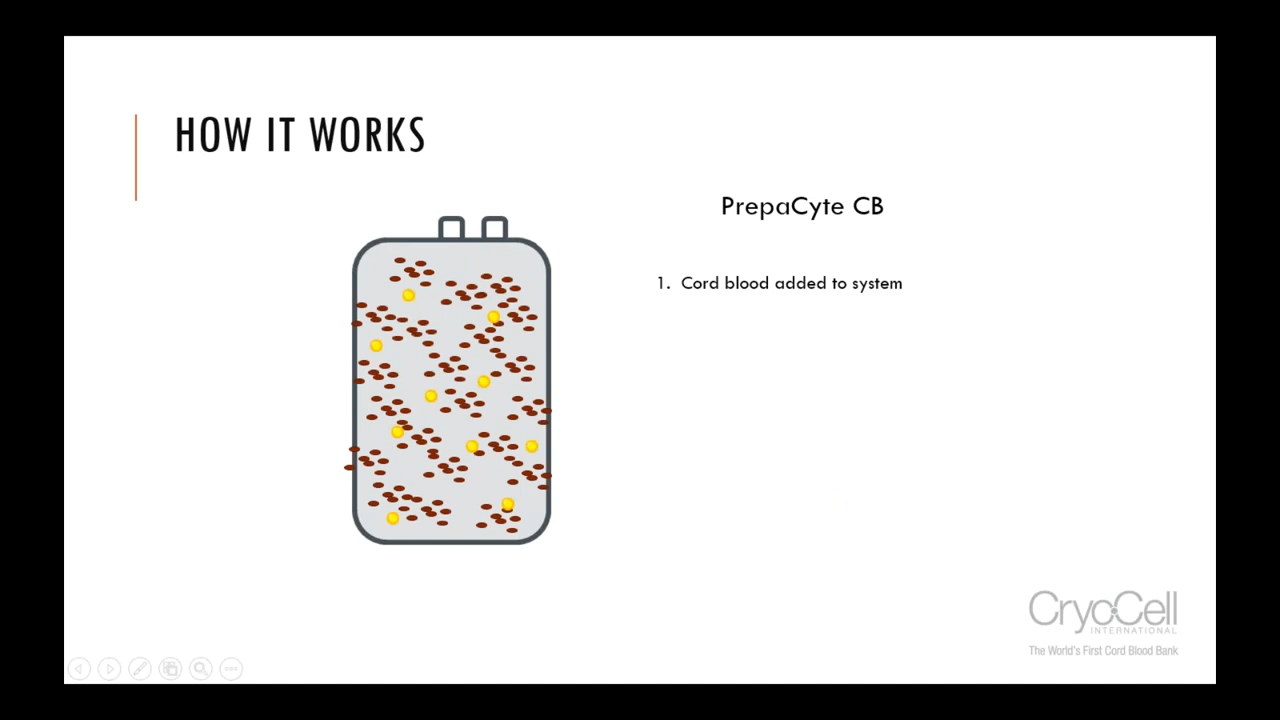 HOW IT WORKS
PrepaCyte CB
1. Cord blood added to system
CryoCell
INTERNATIONAL
The World's First Cord Blood Bank